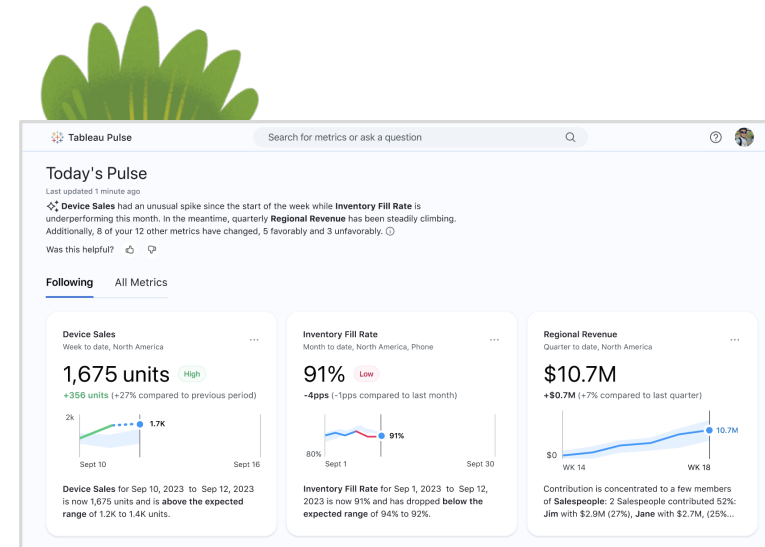 Tableau Pulse
Search for metrics or ask a question
Today's Pulse
Last updated 1 minute ago
Device Sales had an unusual spike since the start of the week while Inventory Fill Rate is
underperforming this month. In the meantime, quarterly Regional Revenue has been steadily climbing.
Additionally, 8 of your 12 other metrics have changed, 5 favorably and 3 unfavorably.
Was this helpful?
Following All Metrics
Device Sales
Week to date, North America
1,675 units High
+356 units (+27% compared to previous period)
2k
1.7K
Sept 10 Sept 16
Device Sales for Sep 10, 2023 to Sep 12, 2023
is now 1,675 units and is above the expected
range of 1.2K to 1.4K units.
Inventory Fill Rate
Month to date, North America, Phone
91% Low
-4pps (-1pps compared to last month)
91%
80%
Sept 1 Sept 30
Inventory Fill Rate for Sep 1, 2023 to Sep 12,
2023 is now 91% and has dropped below the
expected range of 94% to 92%.
Regional Revenue
Quarter to date, North America
$10.7M
+$0.7M (+7% compared to last quarter)
10.7M
$0
WK 14 WK 18
Contribution is concentrated to a few members
of Salespeople: 2 Salespeople contributed 52%:
Jim with $2.9M (27%), Jane with $2.7M, (25%...